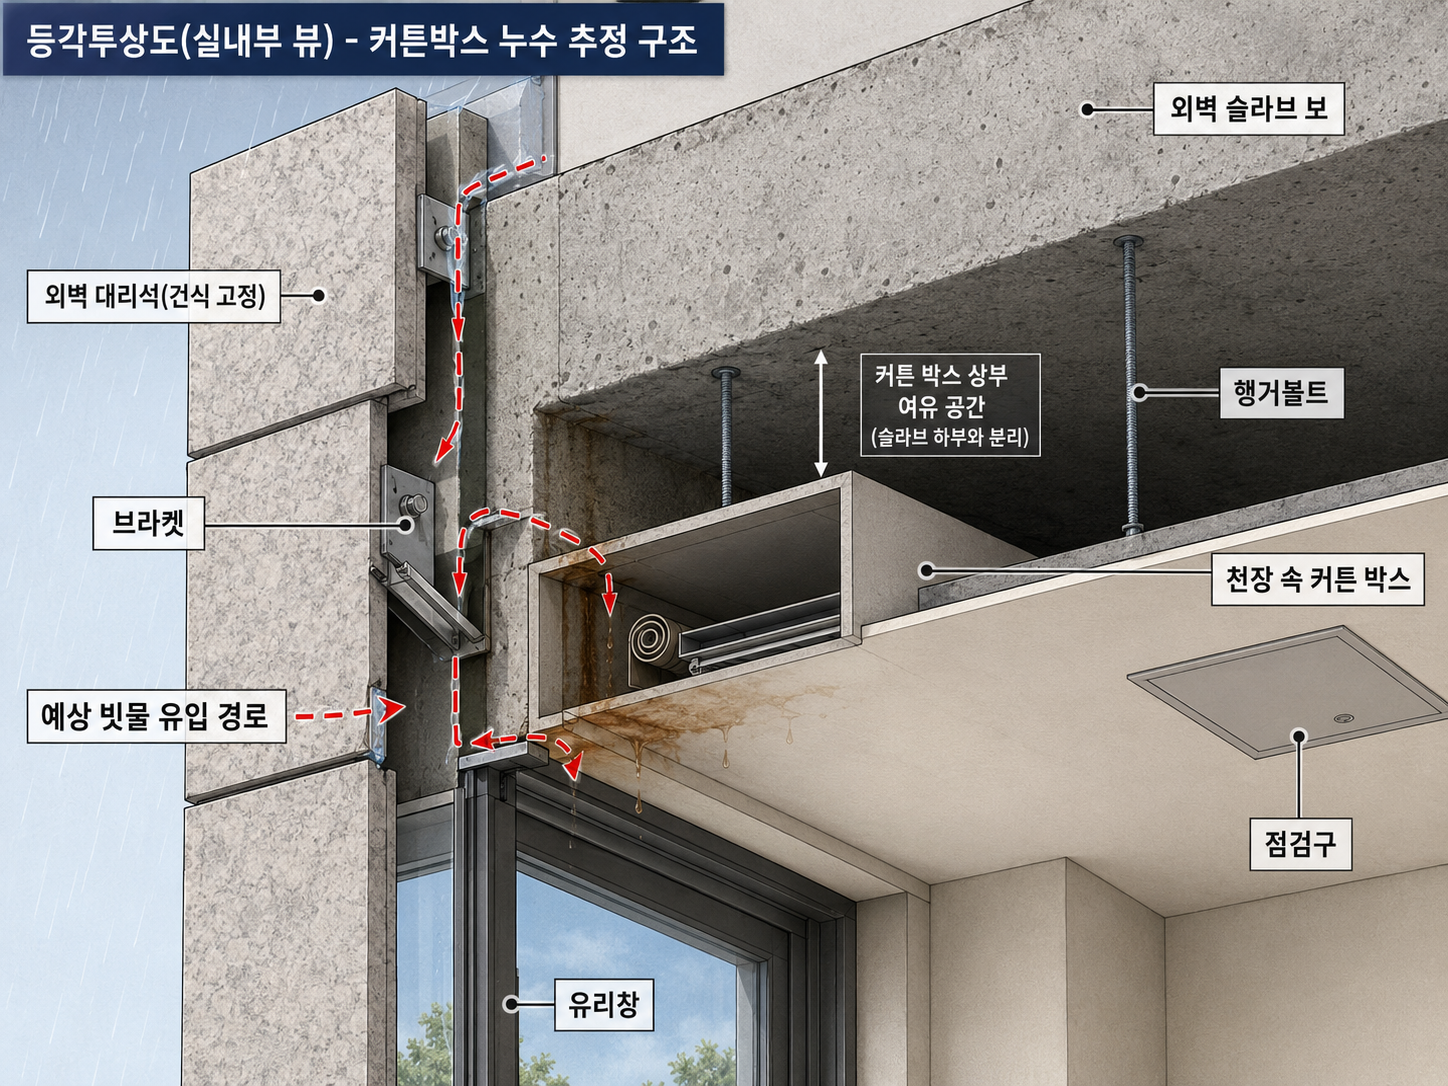 등각투상도(실내부 뷰) - 커튼박스 누수 추정 구조
외벽 슬라브 보
외벽 대리석(건식 고정)
커튼 박스 상부
여유 공간
(슬라브 하부와 분리)
행거볼트
브라켓
천장 속 커튼 박스
예상 빗물 유입 경로
점검구
유리창